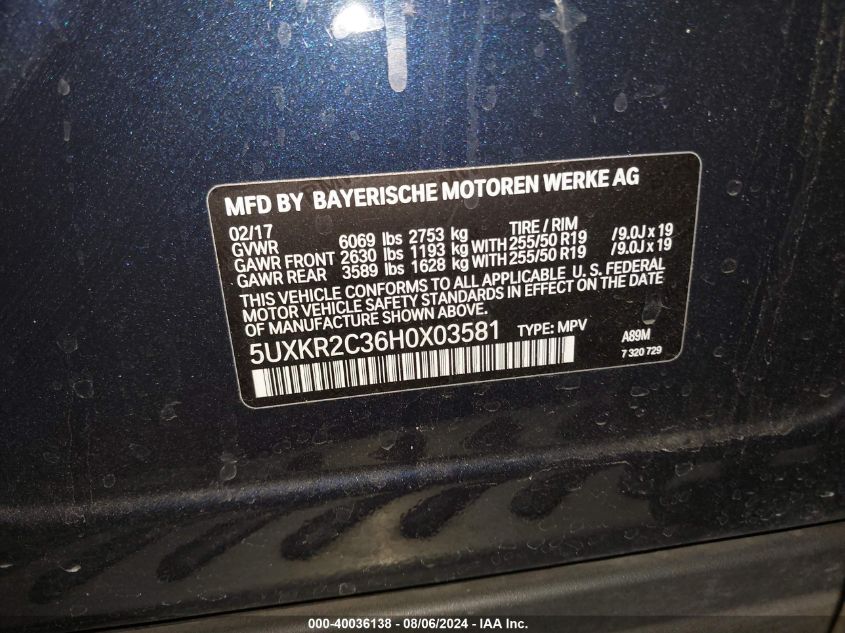 MFD BY BAYERISCHE MOTOREN WERKE AG
02/17 TIRE / RIM
GVWR 6069 lbs 2753 kg
GAWR FRONT 2630 lbs 1193 kg WITH 255/50 R19 /9.0J x 19
GAWR REAR 3589 lbs 1628 kg WITH 255/50 R19 /9.0J x 19
THIS VEHICLE CONFORMS TO ALL APPLICABLE U. S. FEDERAL
MOTOR VEHICLE SAFETY STANDARDS IN EFFECT ON THE DATE
OF MANUFACTURE SHOWN ABOVE.
5UXKR2C36H0X03581 TYPE: MPV A89M
7 320 729
000-40036138 - 08/06/2024 - IAA Inc.